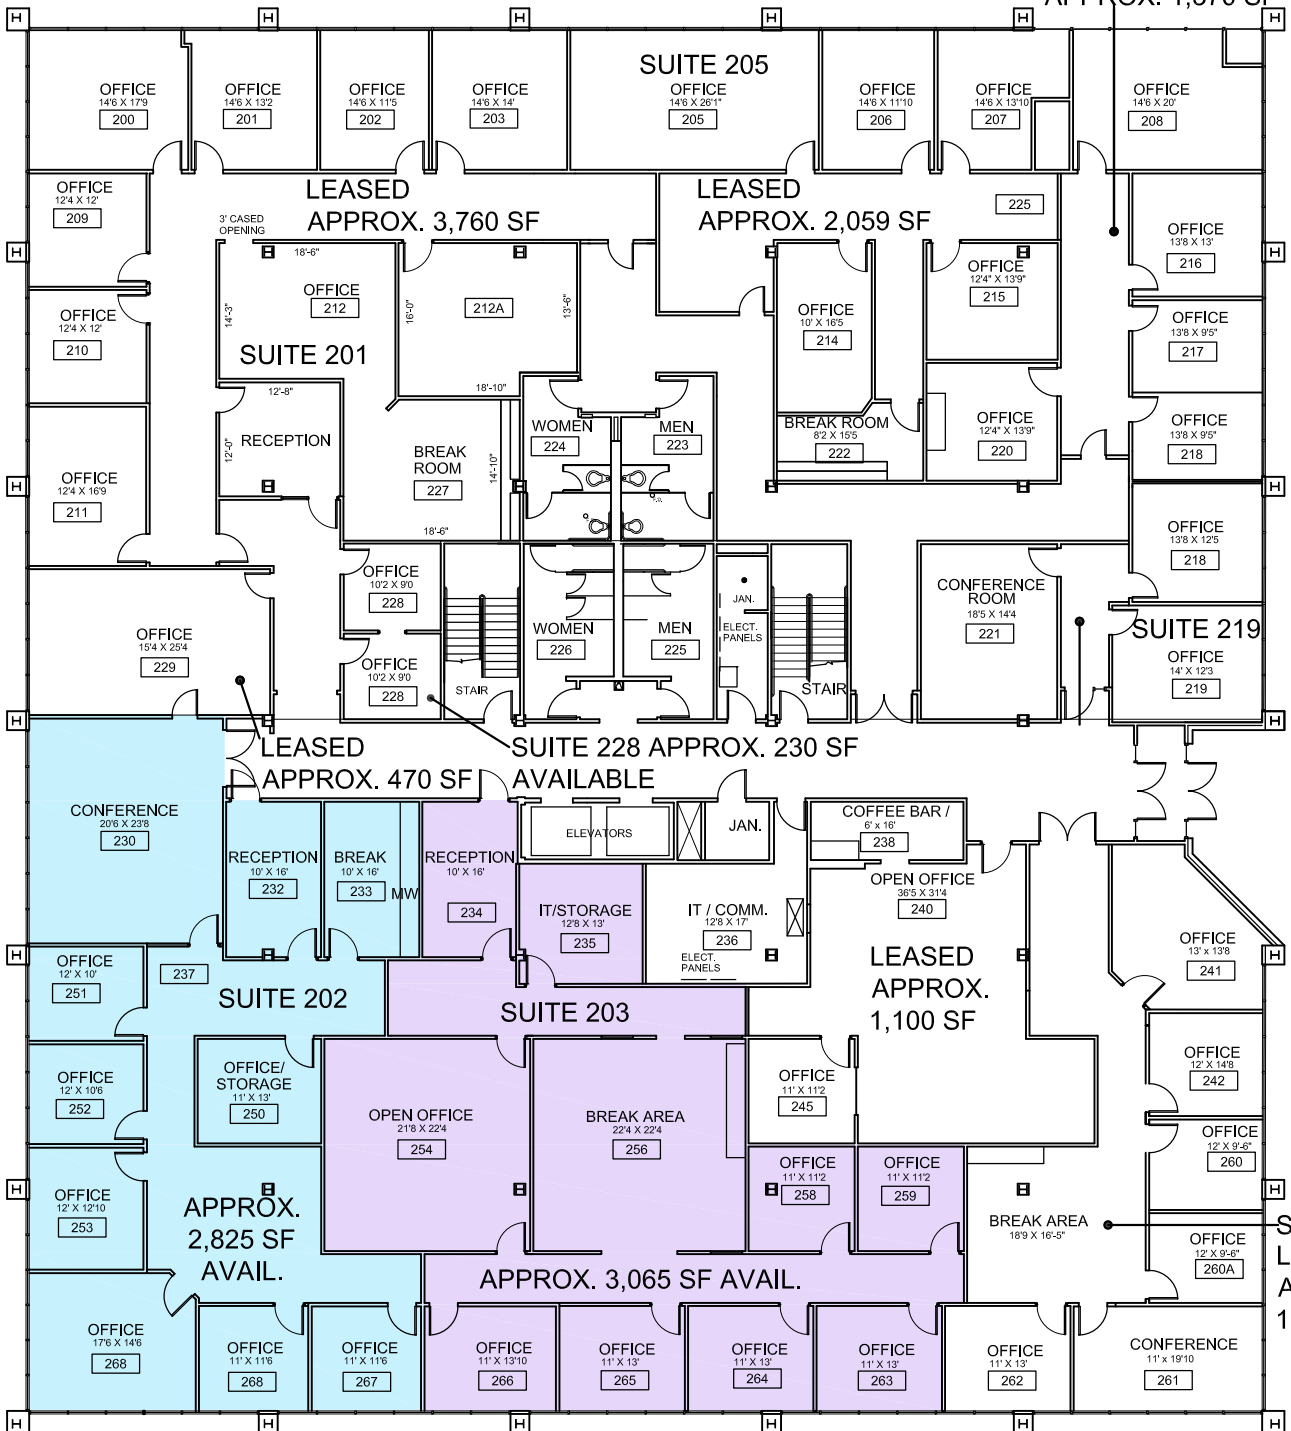 APPROX. 1,370 SF
SUITE 205
OFFICE
14'6 X 17'9
200
OFFICE
14'6 X 13'2
201
OFFICE
14'6 X 11'5
202
OFFICE
14'6 X 14'
203
OFFICE
14'6 X 26'1"
205
OFFICE
14'6 X 11'10
206
OFFICE
14'6 X 13'10
207
OFFICE
14'6 X 20'
208
OFFICE
12'4 X 12'
209
LEASED
APPROX. 3,760 SF
LEASED
APPROX. 2,059 SF
225
3' CASED
OPENING
OFFICE
13'8 X 13'
216
18'-6"
OFFICE
212
14'-3"
16'-0"
212A
13'-6"
18'-10"
OFFICE
12'4" X 13'9"
215
OFFICE
10' X 16'5
214
OFFICE
12'4 X 12'
210
OFFICE
13'8 X 9'5"
217
SUITE 201
12'-8"
12'-0"
RECEPTION
BREAK
ROOM
227
14'-10"
18'-6"
WOMEN
224
MEN
223
F.D.
BREAK ROOM
8'2 X 15'5
222
OFFICE
12'4" X 13'9"
220
OFFICE
13'8 X 9'5"
218
OFFICE
12'4 X 16'9
211
OFFICE
13'8 X 12'5
218
OFFICE
10'2 X 9'0
228
JAN.
CONFERENCE
ROOM
18'5 X 14'4
221
OFFICE
15'4 X 25'4
229
WOMEN
226
MEN
225
ELECT.
PANELS
SUITE 219
OFFICE
14' X 12'3
219
OFFICE
10'2 X 9'0
228
STAIR
STAIR
LEASED
APPROX. 470 SF
SUITE 228 APPROX. 230 SF
AVAILABLE
CONFERENCE
20'6 X 23'8
230
ELEVATORS
JAN.
COFFEE BAR /
6' x 16'
238
RECEPTION
10' X 16'
232
BREAK
10' X 16'
233
MW
RECEPTION
10' X 16'
234
IT/STORAGE
12'8 X 13'
235
IT / COMM.
12'8 X 17'
236
ELECT.
PANELS
OPEN OFFICE
36'5 X 31'4
240
OFFICE
13' x 13'8
241
OFFICE
12' X 10'
251
237
SUITE 202
SUITE 203
LEASED
APPROX.
1,100 SF
OFFICE
12' X 10'6
252
OFFICE/
STORAGE
11' X 13'
250
OPEN OFFICE
21'8 X 22'4
254
BREAK AREA
22'4 X 22'4
256
OFFICE
11' X 11'2
245
OFFICE
12' X 14'8
242
OFFICE
12' X 9'-6"
260
OFFICE
12' X 12'10
253
OFFICE
11' X 11'2
258
OFFICE
11' X 11'2
259
APPROX.
2,825 SF
AVAIL.
BREAK AREA
18'9 X 16'-5"
OFFICE
12' X 9'-6"
260A
S
L
A
1
APPROX. 3,065 SF AVAIL.
OFFICE
17'6 X 14'6
268
OFFICE
11' X 11'6
268
OFFICE
11' X 11'6
267
OFFICE
11' X 13'10
266
OFFICE
11' X 13'
265
OFFICE
11' X 13'
264
OFFICE
11' X 13'
263
OFFICE
11' X 13'
262
CONFERENCE
11' x 19'10
261